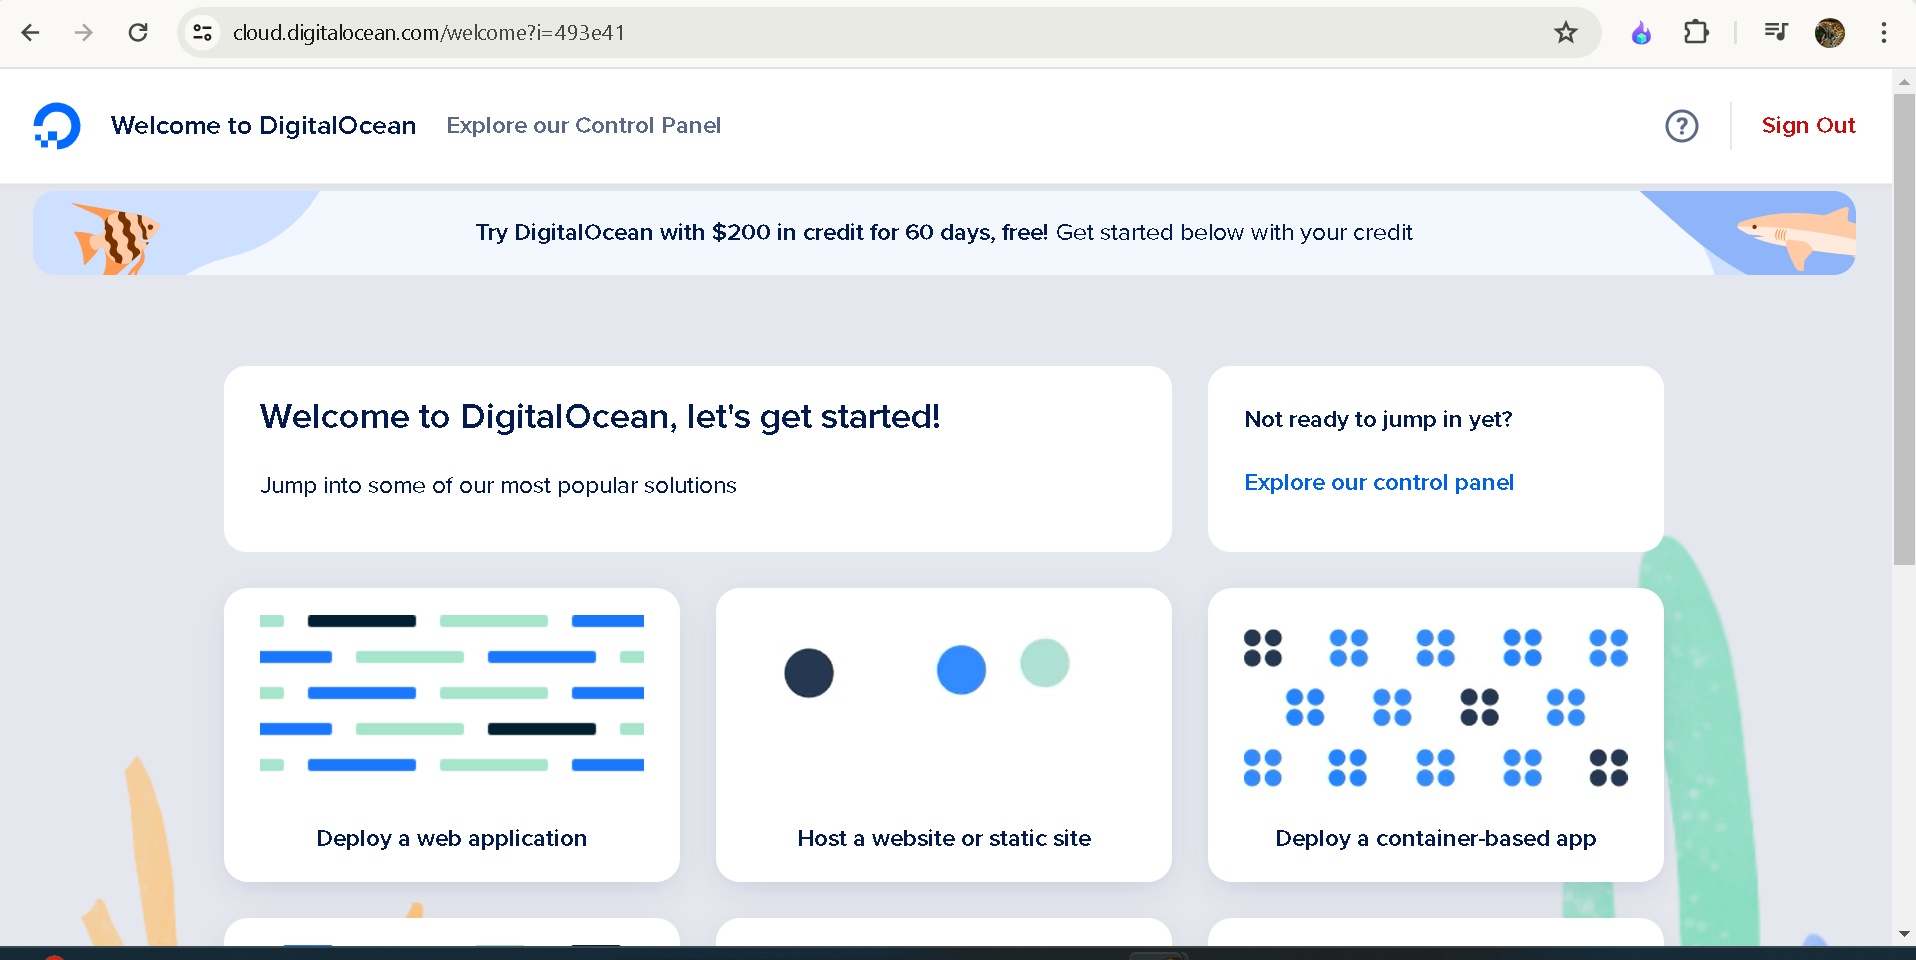 cloud.digitalocean.com/welcome?i=493e41
Welcome to DigitalOcean Explore our Control Panel Sign Out
Try DigitalOcean with $200 in credit for 60 days, free! Get started below with your credit
Welcome to DigitalOcean, let's get started!
Jump into some of our most popular solutions
Not ready to jump in yet?
Explore our control panel
Deploy a web application
Host a website or static site
Deploy a container-based app